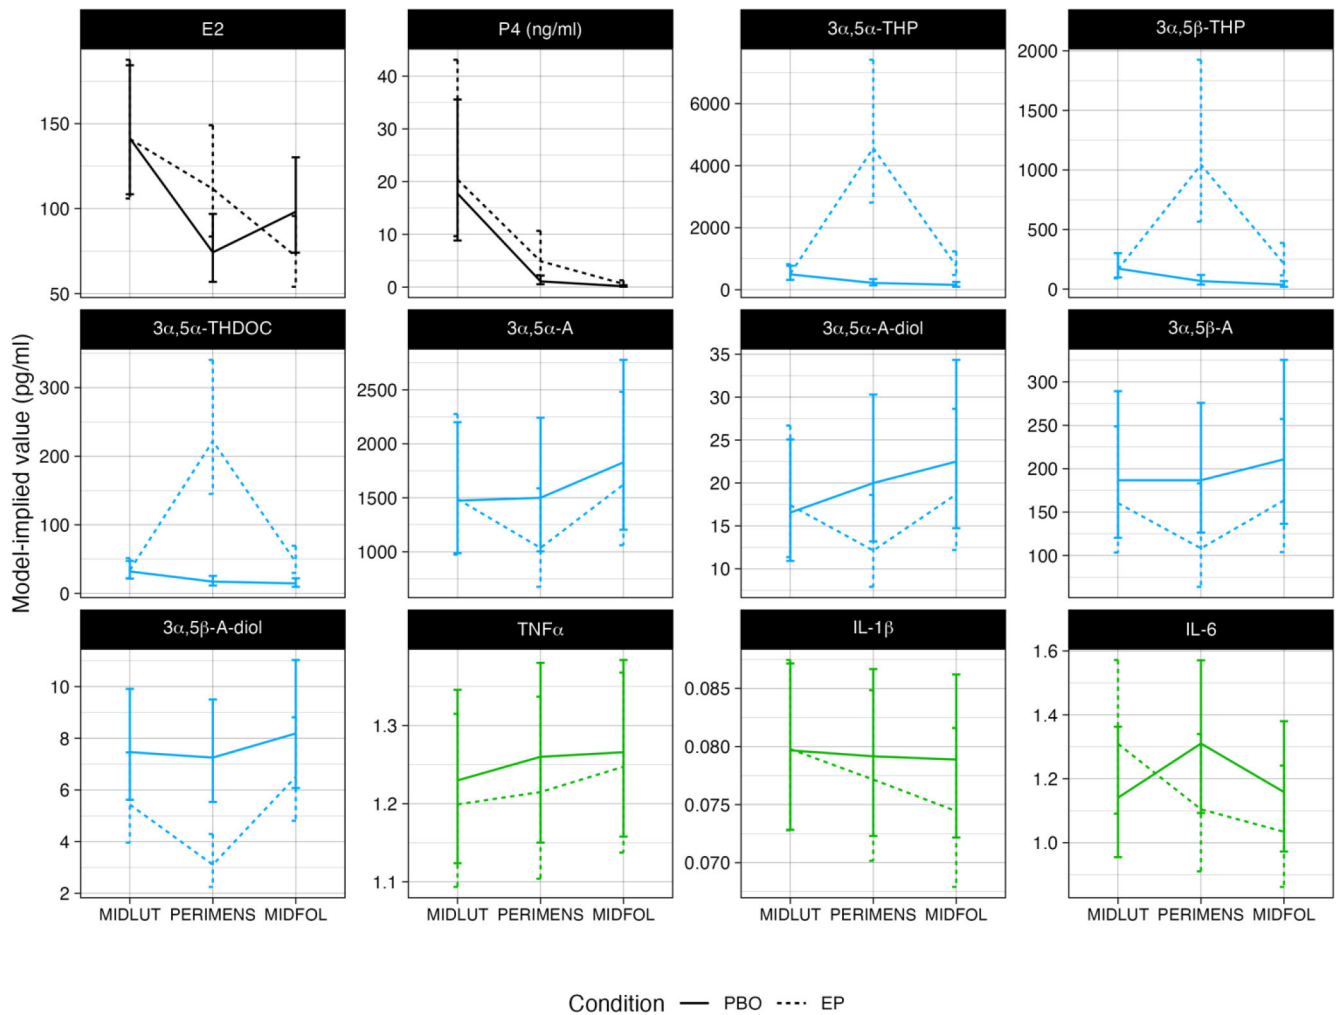 E2
P4 (ng/ml)
3α,5α-THP
3α,5β-THP
150
100
50
40
30
20
10
0
6000
4000
2000
0
2000
1500
1000
500
0
3α,5α-THDOC
3α,5α-A
3α,5α-A-diol
3α,5β-A
300
200
100
0
2500
2000
1500
1000
35
30
25
20
15
10
300
250
200
150
100
3α,5β-A-diol
TNFα
IL-1β
IL-6
10
8
6
4
2
1.3
1.2
1.1
0.085
0.080
0.075
0.070
1.6
1.4
1.2
1.0
MIDLUT PERIMENS MIDFOL
MIDLUT PERIMENS MIDFOL
MIDLUT PERIMENS MIDFOL
MIDLUT PERIMENS MIDFOL
Model-implied value (pg/ml)
Condition PBO EP